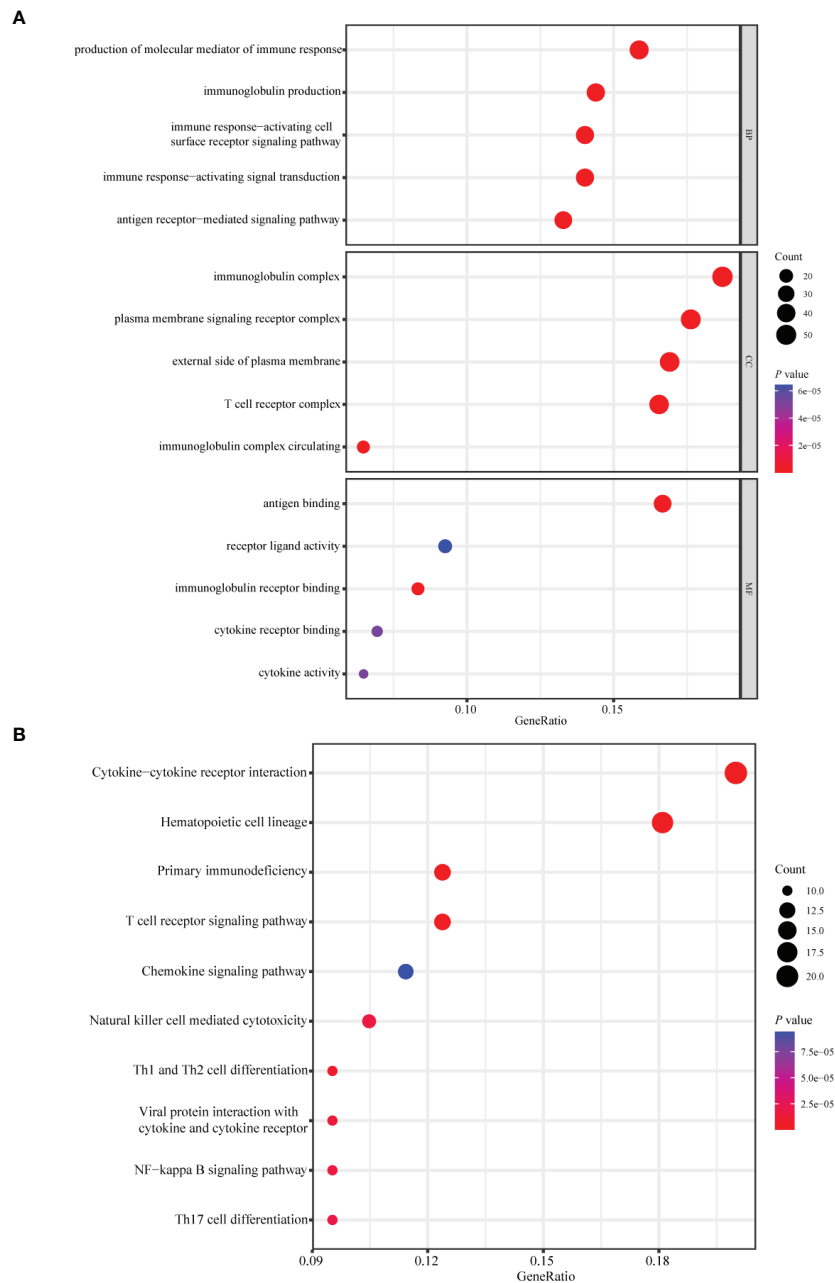 A
production of molecular mediator of immune response
immunoglobulin production
immune response−activating cell
surface receptor signaling pathway
immune response−activating signal transduction
antigen receptor−mediated signaling pathway
BP
immunoglobulin complex
plasma membrane signaling receptor complex
external side of plasma membrane
T cell receptor complex
immunoglobulin complex circulating
CC
antigen binding
receptor ligand activity
immunoglobulin receptor binding
cytokine receptor binding
cytokine activity
MF
0.10
0.15
GeneRatio
Count
20
30
40
50
P value
6e−05
4e−05
2e−05
B
Cytokine−cytokine receptor interaction
Hematopoietic cell lineage
Primary immunodeficiency
T cell receptor signaling pathway
Chemokine signaling pathway
Natural killer cell mediated cytotoxicity
Th1 and Th2 cell differentiation
Viral protein interaction with
cytokine and cytokine receptor
NF−kappa B signaling pathway
Th17 cell differentiation
0.09
0.12
0.15
0.18
GeneRatio
Count
10.0
12.5
15.0
17.5
20.0
P value
7.5e−05
5.0e−05
2.5e−05